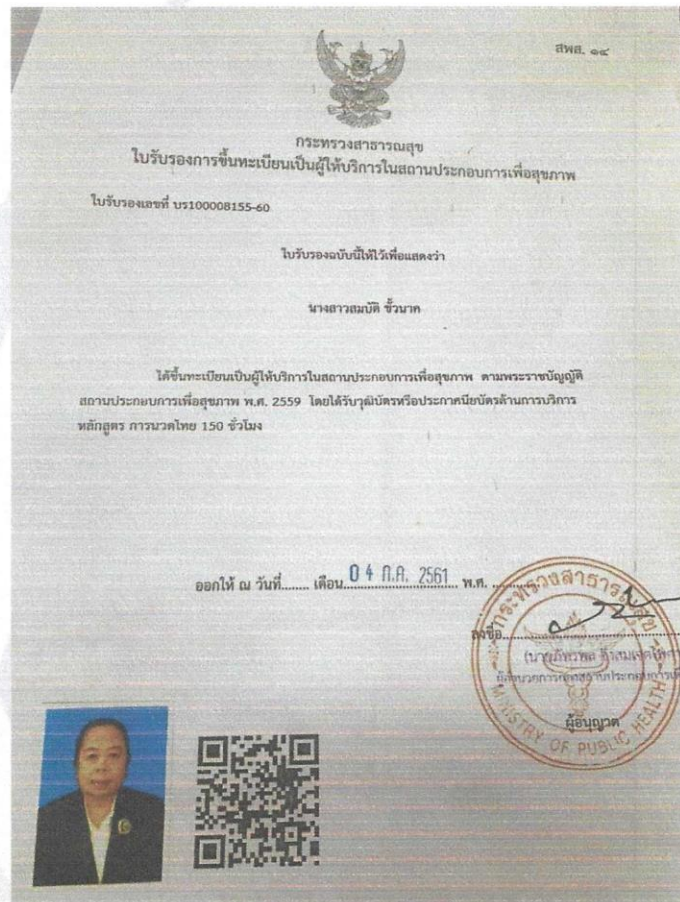 สพส. ๑๔
กระทรวงสาธารณสุข
ใบรับรองการขึ้นทะเบียนเป็นผู้ให้บริการในสถานประกอบการเพื่อสุขภาพ
ใบรับรองเลขที่ บร100008155-60
ใบรับรองฉบับนี้ให้ไว้เพื่อแสดงว่า
นางสาวสมบัติ ขั้วนาค
ได้ขึ้นทะเบียนเป็นผู้ให้บริการในสถานประกอบการเพื่อสุขภาพ ตามพระราชบัญญัติ
สถานประกอบการเพื่อสุขภาพ พ.ศ. 2559 โดยได้รับวุฒิบัตรหรือประกาศนียบัตรด้านการบริการ
หลักสูตร การนวดไทย 150 ชั่วโมง
ออกให้ ณ วันที่........ เดือน 04 ก.ค. 2561 พ.ศ. ........
กระทรวงสาธารณสุข
ลงชื่อ
ผู้อนุญาต
MINISTRY OF PUBLIC HEALTH